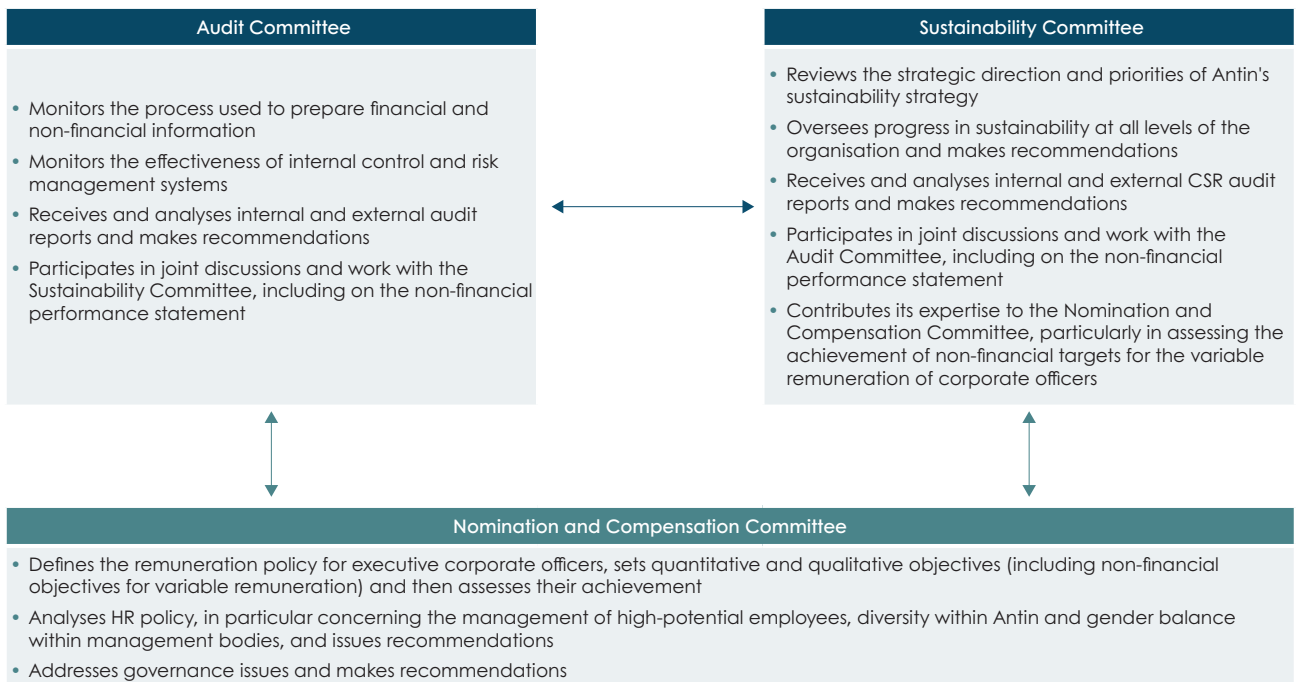 Audit Committee
• Monitors the process used to prepare financial and
non-financial information
• Monitors the effectiveness of internal control and risk
management systems
• Receives and analyses internal and external audit
reports and makes recommendations
• Participates in joint discussions and work with the
Sustainability Committee, including on the non-financial
performance statement
Sustainability Committee
• Reviews the strategic direction and priorities of Antin's
sustainability strategy
• Oversees progress in sustainability at all levels of the
organisation and makes recommendations
• Receives and analyses internal and external CSR audit
reports and makes recommendations
• Participates in joint discussions and work with the
Audit Committee, including on the non-financial
performance statement
• Contributes its expertise to the Nomination and
Compensation Committee, particularly in assessing the
achievement of non-financial targets for the variable
remuneration of corporate officers
Nomination and Compensation Committee
• Defines the remuneration policy for executive corporate officers, sets quantitative and qualitative objectives (including non-financial
objectives for variable remuneration) and then assesses their achievement
• Analyses HR policy, in particular concerning the management of high-potential employees, diversity within Antin and gender balance
within management bodies, and issues recommendations
• Addresses governance issues and makes recommendations